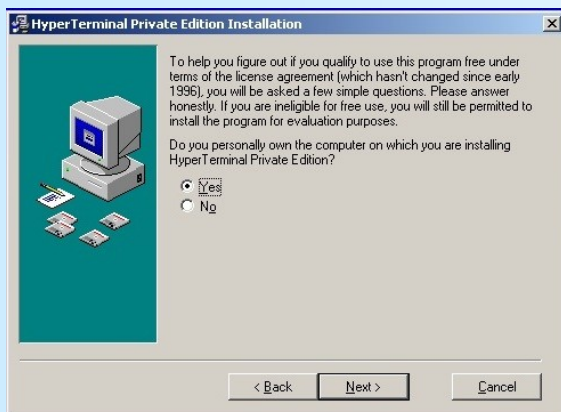 HyperTerminal Private Edition Installation
To help you figure out if you qualify to use this program free under
terms of the license agreement (which hasn't changed since early
1996), you will be asked a few simple questions. Please answer
honestly. If you are ineligible for free use, you will still be permitted to
install the program for evaluation purposes.
Do you personally own the computer on which you are installing
HyperTerminal Private Edition?
Yes
No
< Back
Next >
Cancel